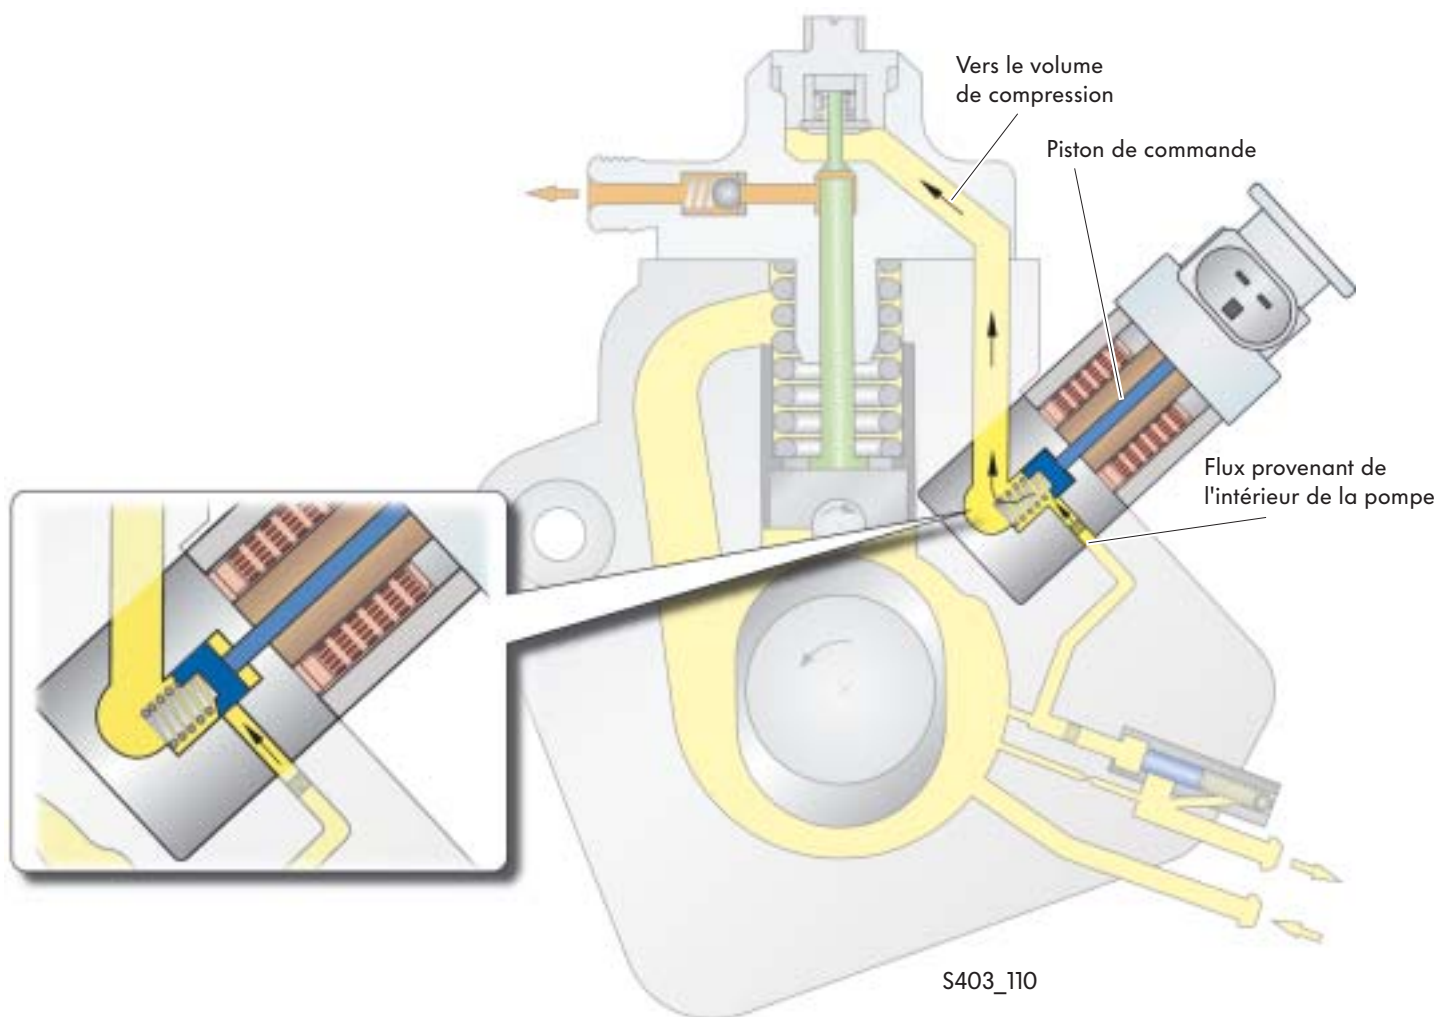 Vers le volume
de compression
Piston de commande
Flux provenant de
l'intérieur de la pompe
S403_110